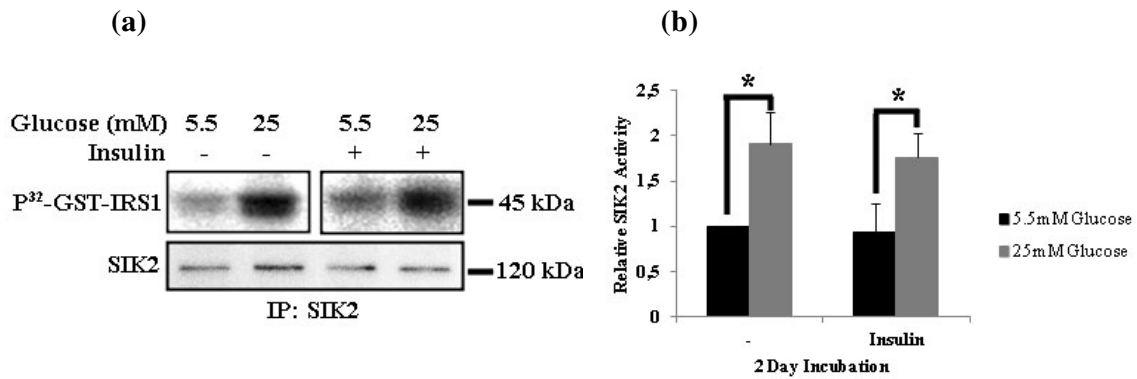 (a)
Glucose (mM) 5.5 25 5.5 25
Insulin - - + +
P³²-GST-IRS1
45 kDa
SIK2
120 kDa
IP: SIK2
(b)
Relative SIK2 Activity
2,5
2
1,5
1
0,5
0
* *
- Insulin
2 Day Incubation
5.5mM Glucose
25mM Glucose